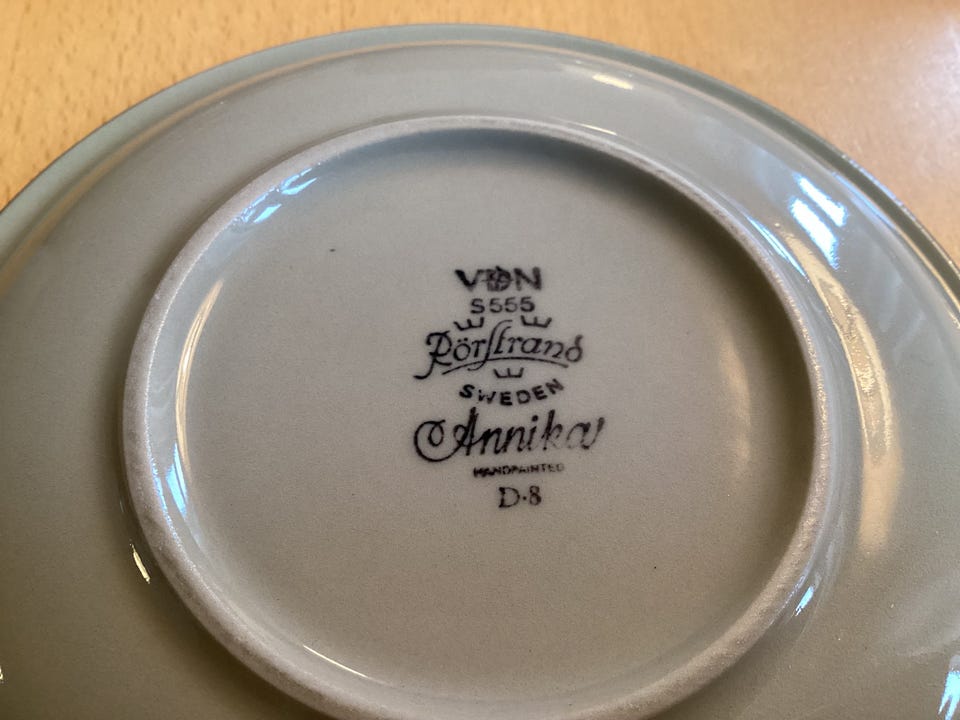 VDN
S555
Rörstrand
SWEDEN
Annika
HANDPAINTED
D-8